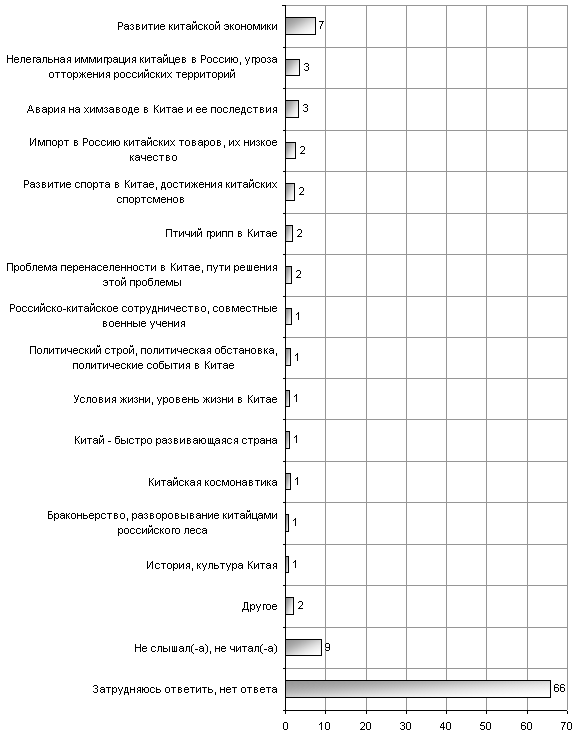 Развитие китайской экономики
7
Нелегальная иммиграция китайцев в Россию, угроза
отторжения российских территорий
3
Авария на химзаводе в Китае и ее последствия
3
Импорт в Россию китайских товаров, их низкое
качество
2
Развитие спорта в Китае, достижения китайских
спортсменов
2
Птичий грипп в Китае
2
Проблема перенаселенности в Китае, пути решения
этой проблемы
2
Российско-китайское сотрудничество, совместные
военные учения
1
Политический строй, политическая обстановка,
политические события в Китае
1
Условия жизни, уровень жизни в Китае
1
Китай - быстро развивающаяся страна
1
Китайская космонавтика
1
Браконьерство, разворовывание китайцами
российского леса
1
История, культура Китая
1
Другое
2
Не слышал(-а), не читал(-а)
9
Затрудняюсь ответить, нет ответа
66
0 10 20 30 40 50 60 70